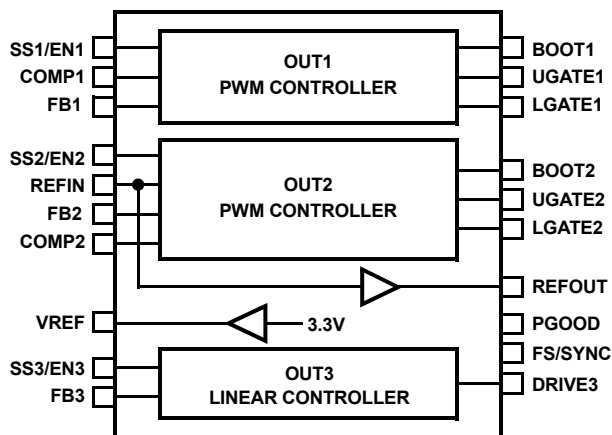 SS1/EN1
COMP1
FB1
OUT1
PWM CONTROLLER
BOOT1
UGATE1
LGATE1
SS2/EN2
REFIN
FB2
COMP2
OUT2
PWM CONTROLLER
BOOT2
UGATE2
LGATE2
REFOUT
VREF
3.3V
PGOOD
FS/SYNC
SS3/EN3
FB3
OUT3
LINEAR CONTROLLER
DRIVE3